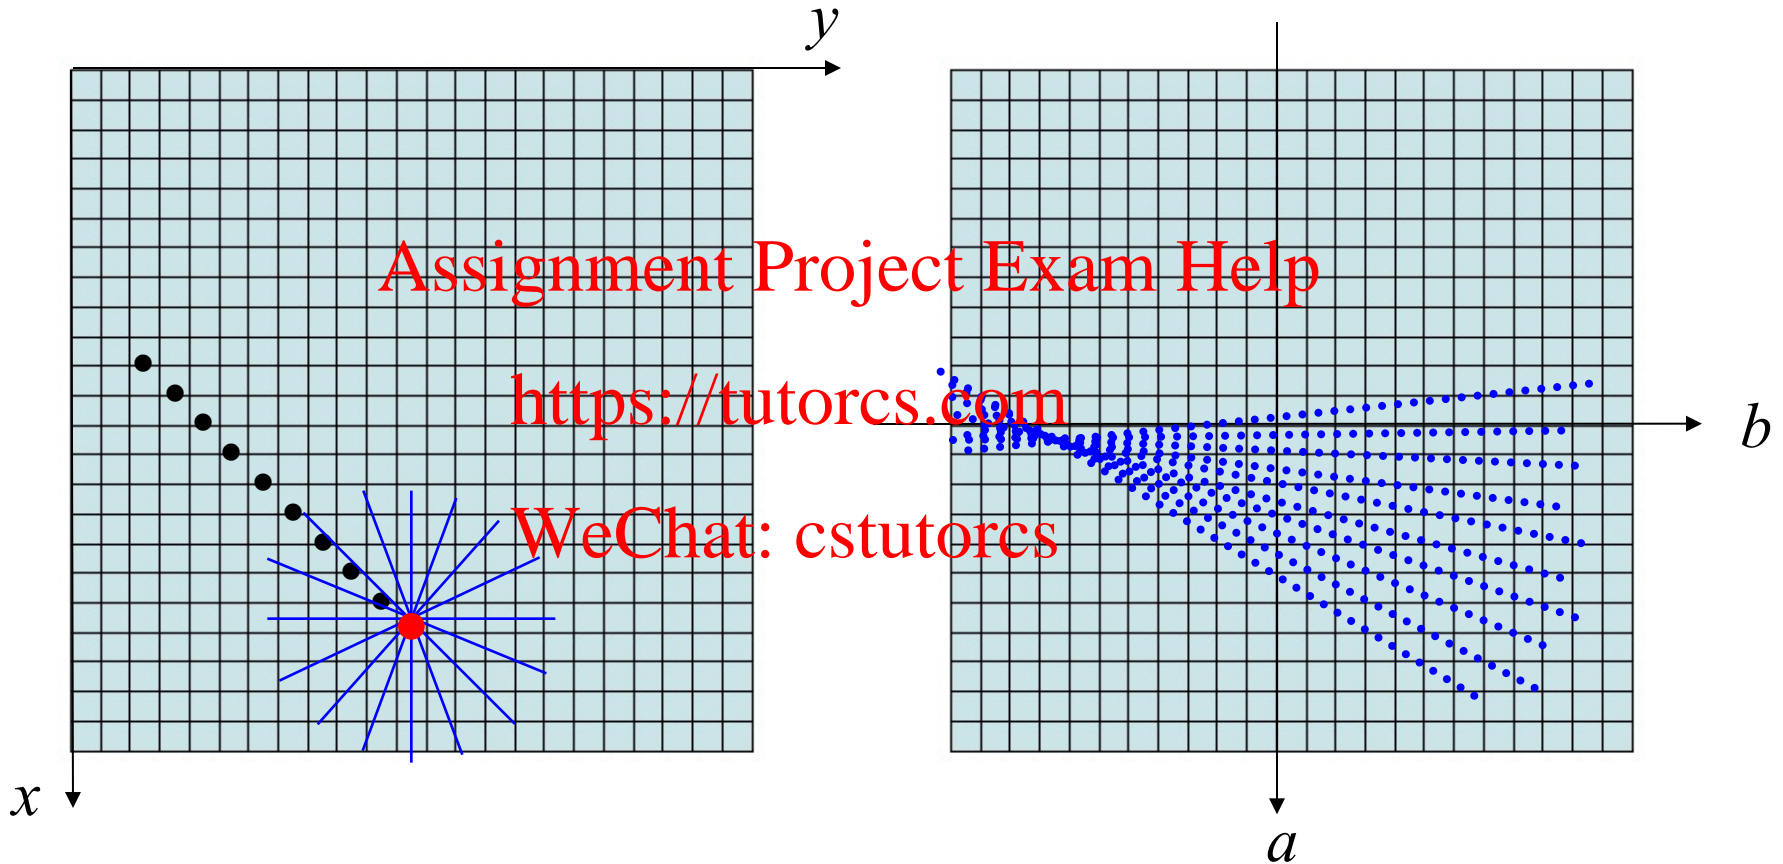 y
Assignment Project Exam Help
https://tutorcs.com
b
WeChat: cstutorcs
x
a